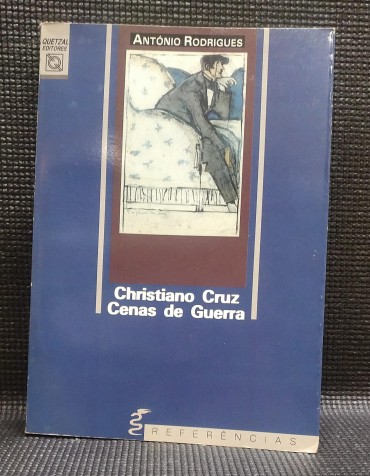 QUETZAL
EDITORES
ANTÓNIO RODRIGUES
Christiano Cruz
Cenas de Guerra
REFERÊNCIAS